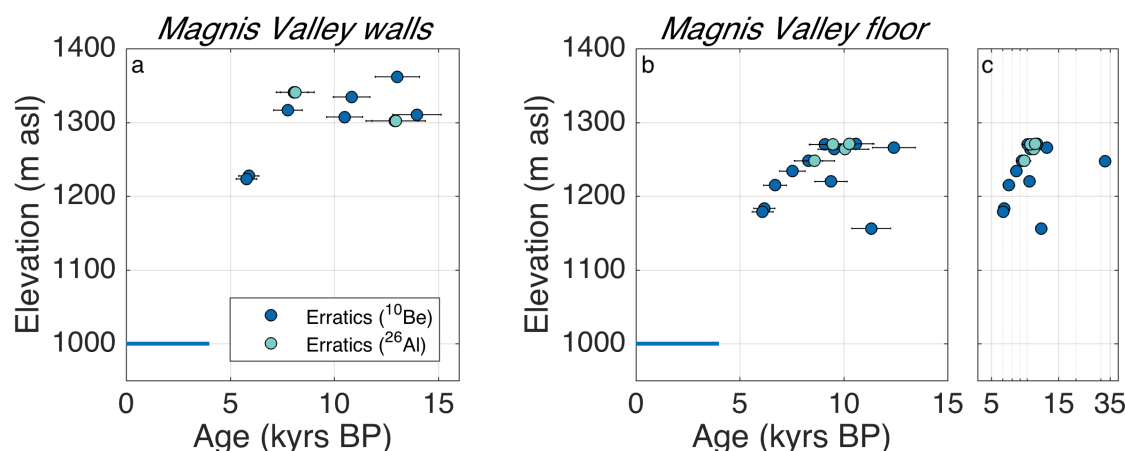 Magnis Valley walls
a
1400
1300
1200
1100
1000
Elevation (m asl)
Erratics (¹⁰Be)
Erratics (²⁶Al)
0 5 10 15
Age (kyrs BP)
Magnis Valley floor
b
1400
1300
1200
1100
1000
Elevation (m asl)
0 5 10 15
Age (kyrs BP)
c
5 15 35